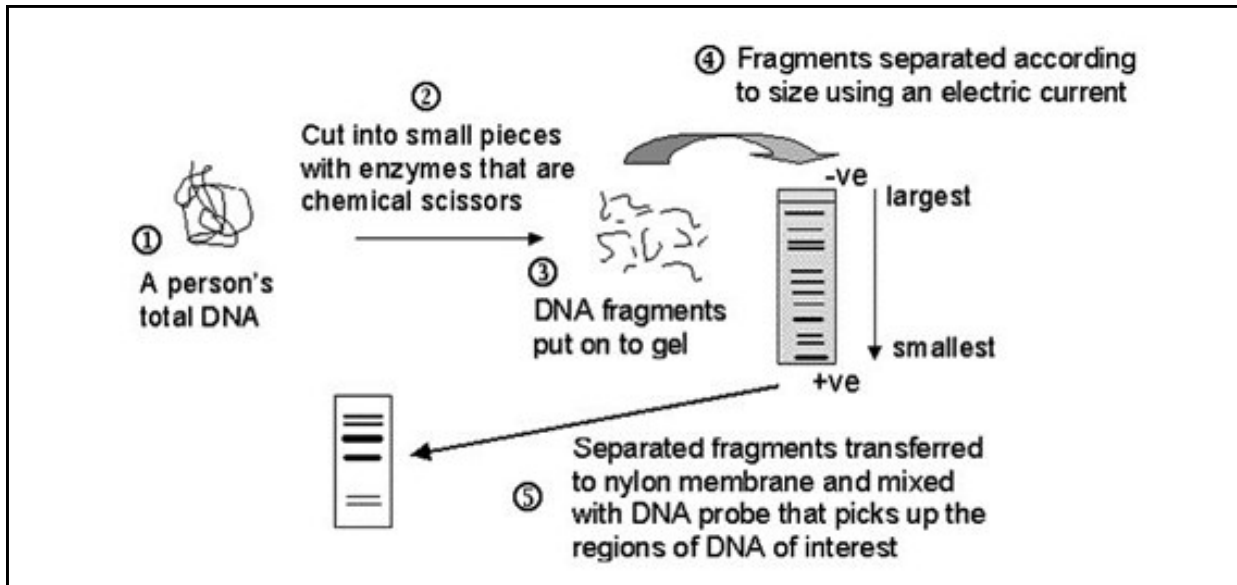 ①
A person's
total DNA
②
Cut into small pieces
with enzymes that are
chemical scissors
③
DNA fragments
put on to gel
④ Fragments separated according
to size using an electric current
-ve
largest
smallest
+ve
⑤
Separated fragments transferred
to nylon membrane and mixed
with DNA probe that picks up the
regions of DNA of interest